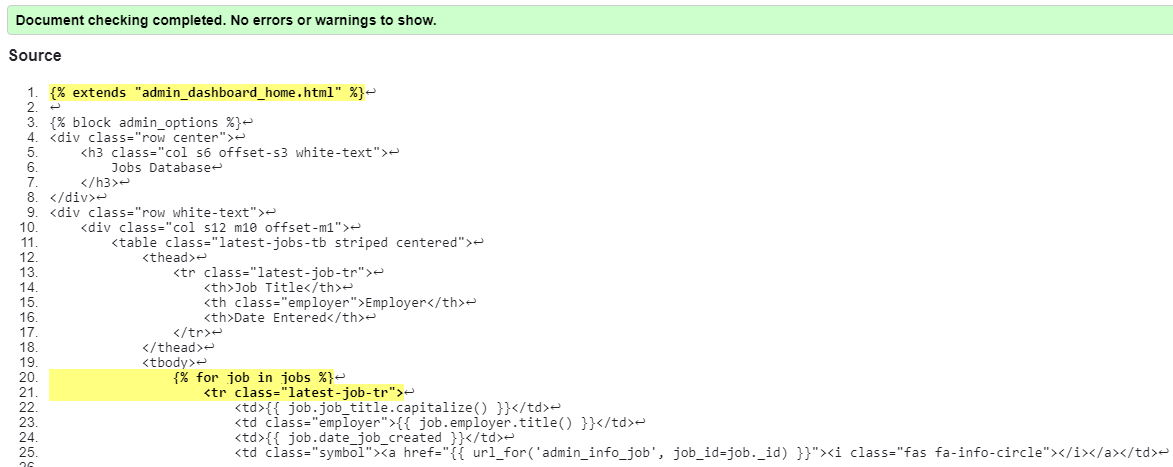 Document checking completed. No errors or warnings to show.
Source
1. {% extends "admin_dashboard_home.html" %}↩
2. ↩
3. {% block admin_options %}↩
4. <div class="row center">↩
5.     <h3 class="col s6 offset-s3 white-text">↩
6.         Jobs Database↩
7.     </h3>↩
8. </div>↩
9. <div class="row white-text">↩
10.     <div class="col s12 m10 offset-m1">↩
11.         <table class="latest-jobs-tb striped centered">↩
12.             <thead>↩
13.                 <tr class="latest-job-tr">↩
14.                     <th>Job Title</th>↩
15.                     <th class="employer">Employer</th>↩
16.                     <th>Date Entered</th>↩
17.                 </tr>↩
18.             </thead>↩
19.             <tbody>↩
20.                 {% for job in jobs %}↩
21.                     <tr class="latest-job-tr">↩
22.                         <td>{{ job.job_title.capitalize() }}</td>↩
23.                         <td class="employer">{{ job.employer.title() }}</td>↩
24.                         <td>{{ job.date_job_created }}</td>↩
25.                         <td class="symbol"><a href="{{ url_for('admin_info_job', job_id=job._id) }}"><i class="fas fa-info-circle"></i></a></td>↩